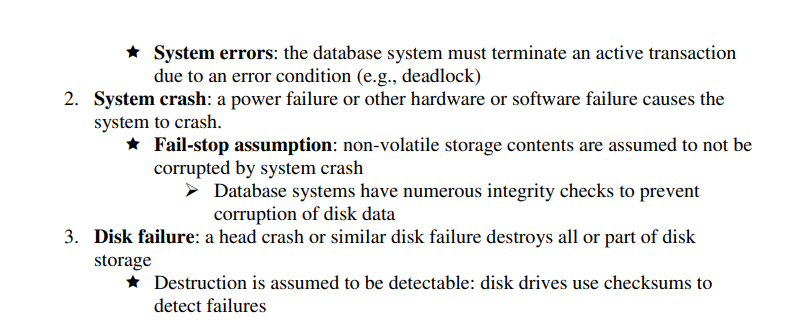 ★ System errors: the database system must terminate an active transaction
due to an error condition (e.g., deadlock)
2. System crash: a power failure or other hardware or software failure causes the
system to crash.
★ Fail-stop assumption: non-volatile storage contents are assumed to not be
corrupted by system crash
➢ Database systems have numerous integrity checks to prevent
corruption of disk data
3. Disk failure: a head crash or similar disk failure destroys all or part of disk
storage
★ Destruction is assumed to be detectable: disk drives use checksums to
detect failures